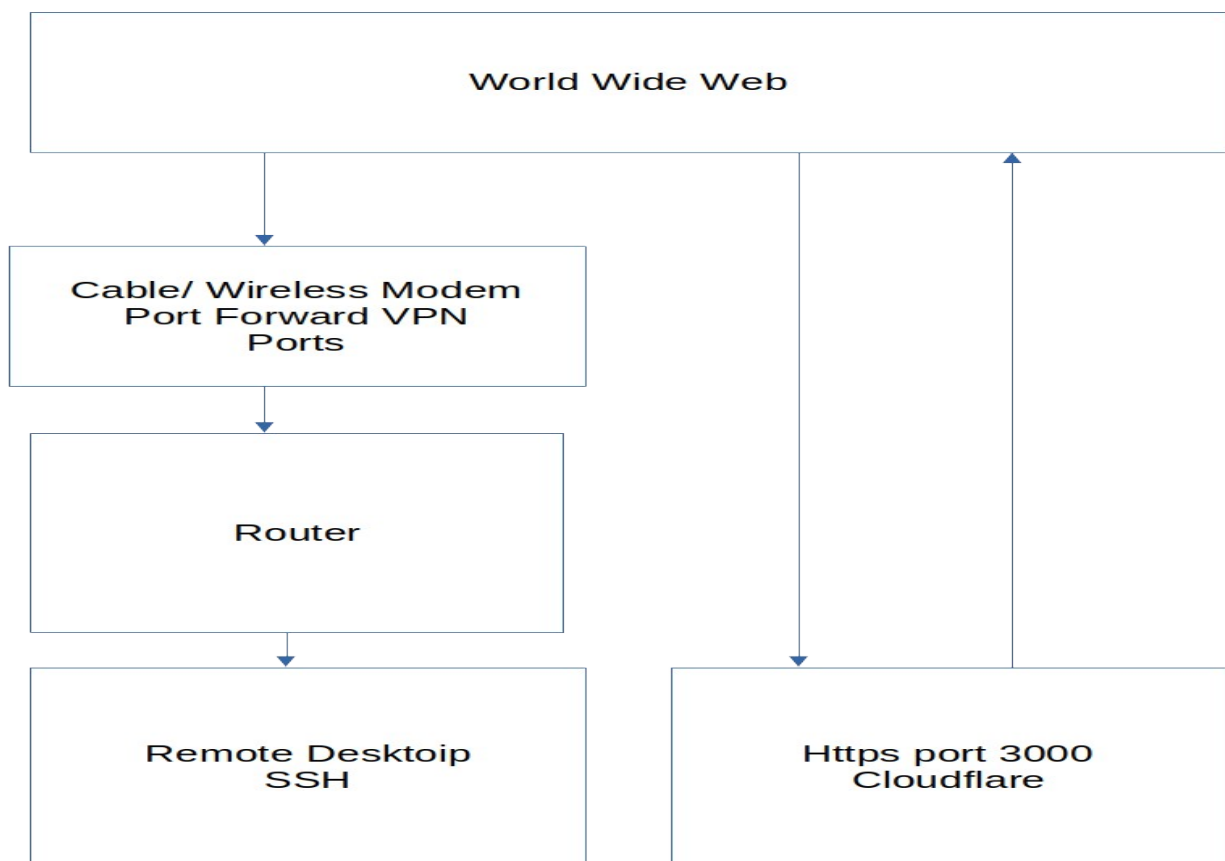 World Wide Web
Cable/ Wireless Modem
Port Forward VPN
Ports
Router
Remote Desktoip
SSH
Https port 3000
Cloudflare